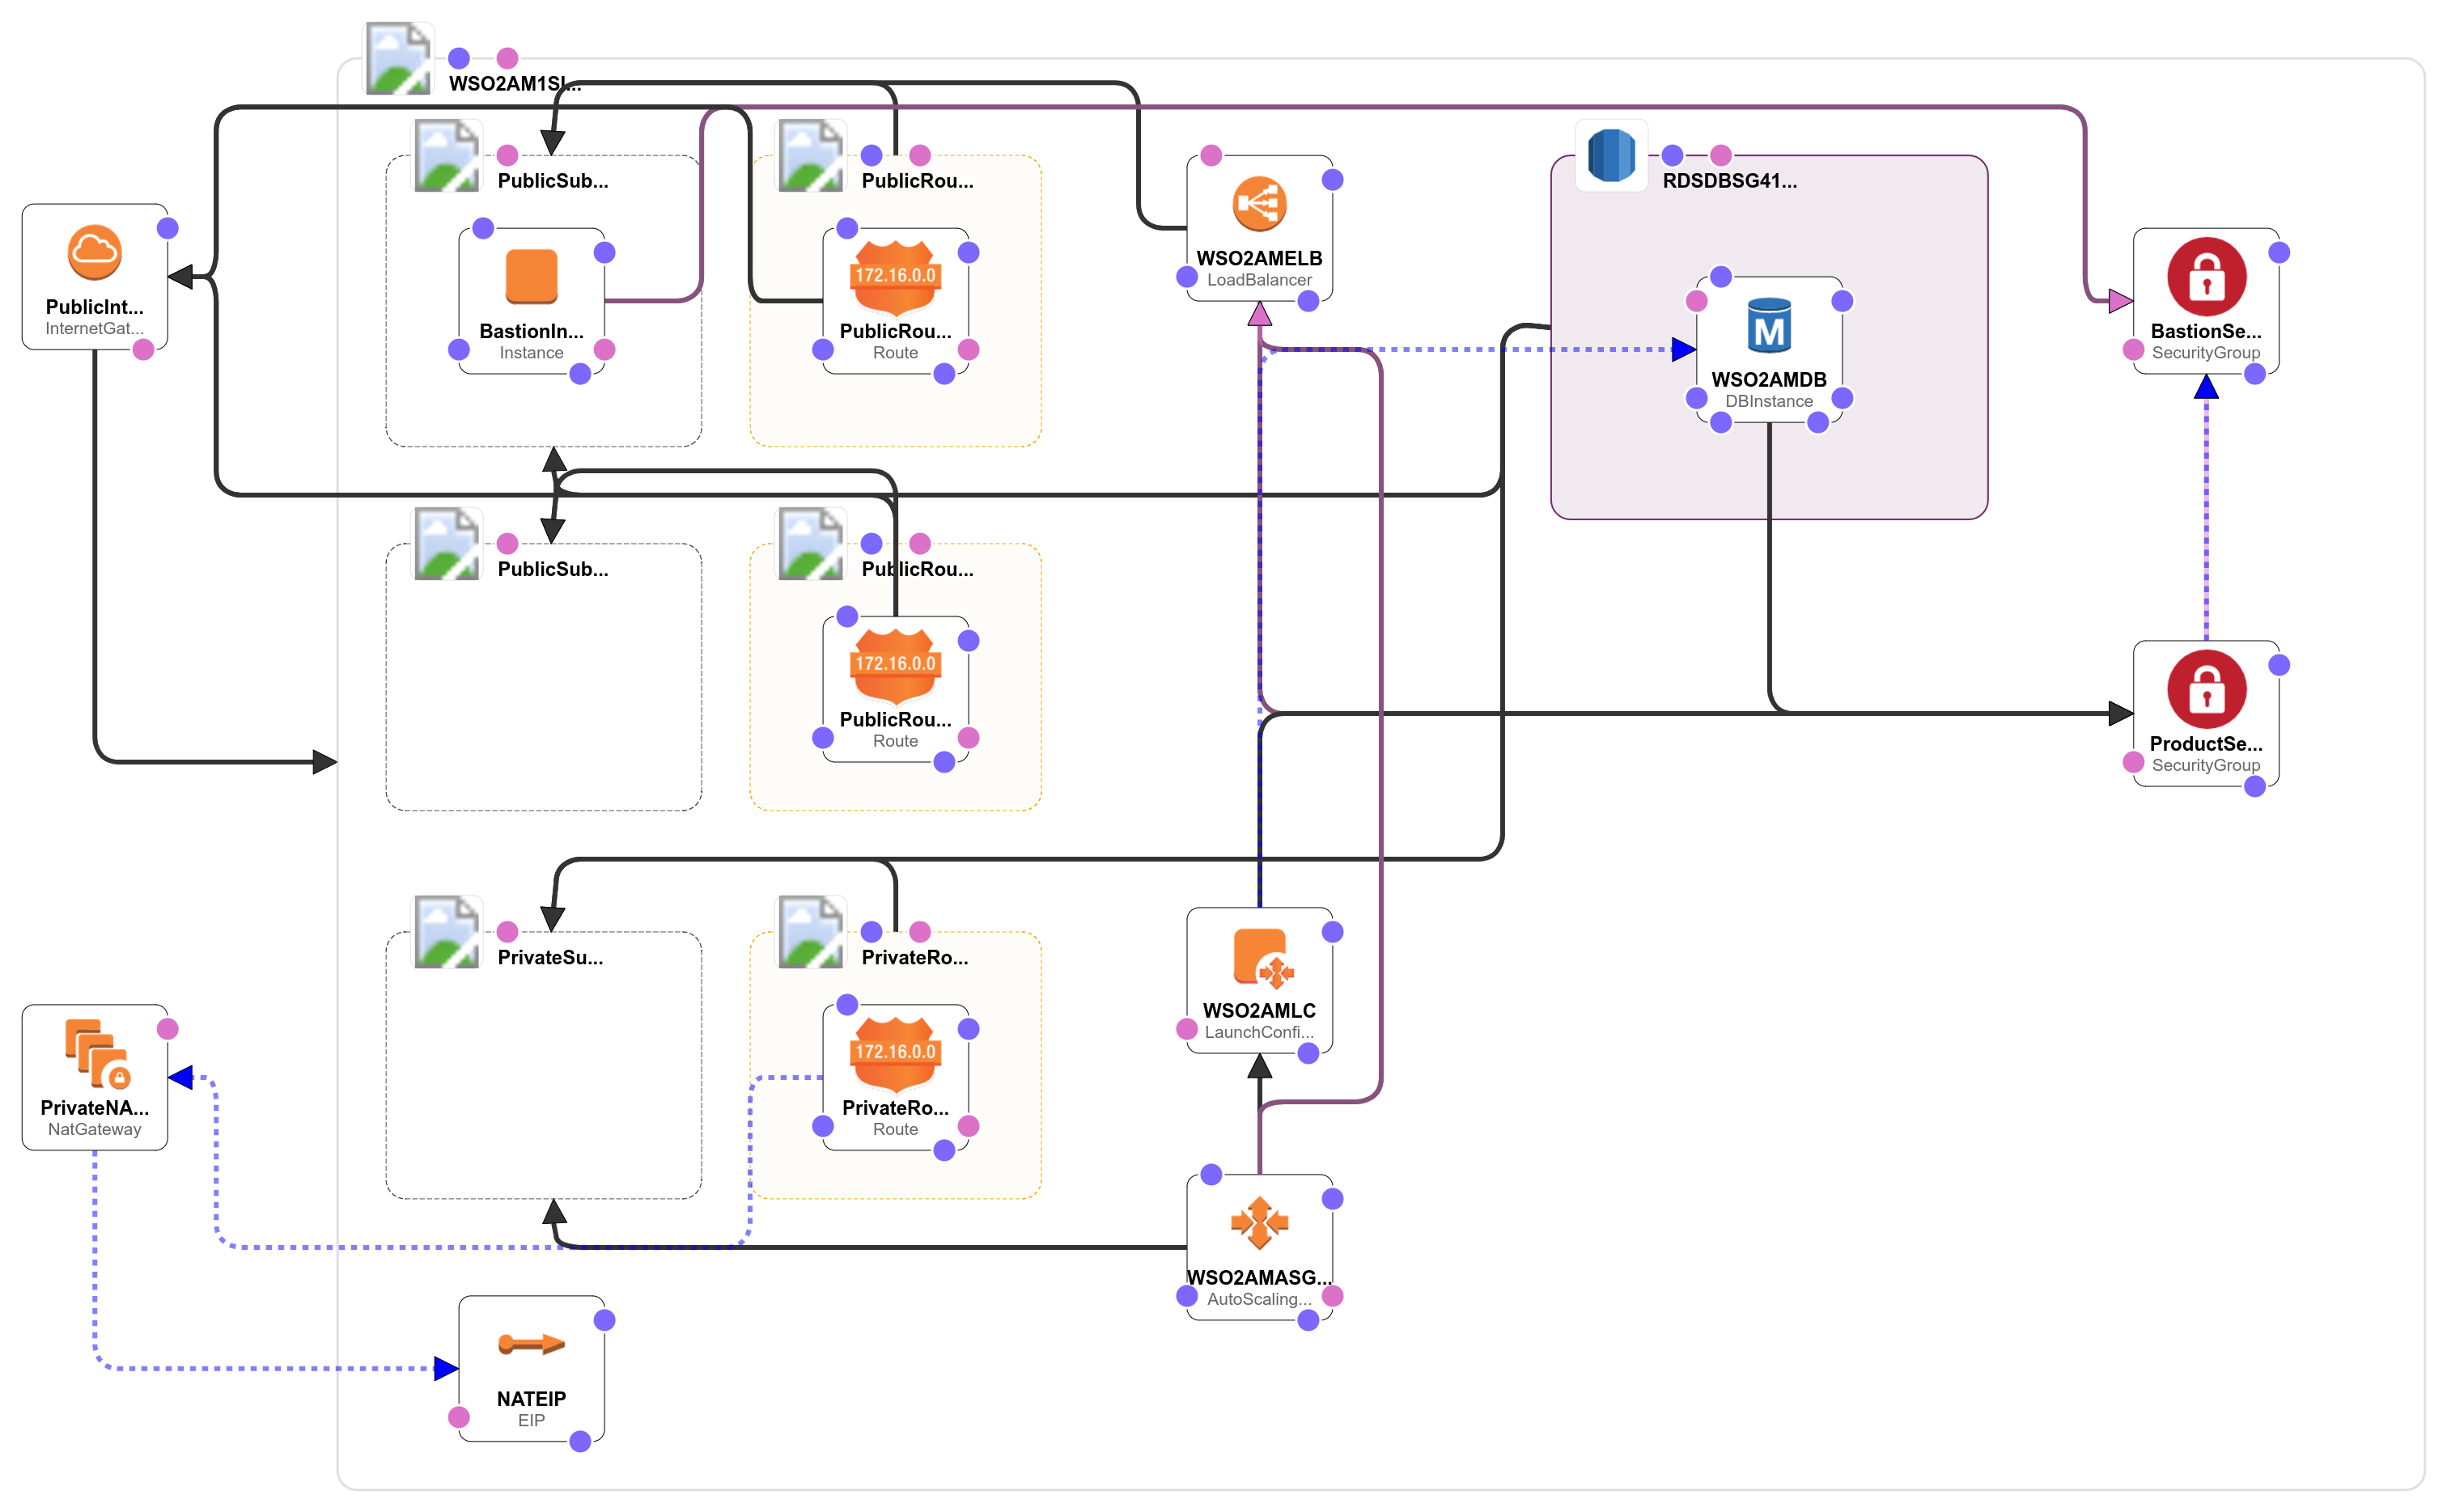 WSO2AM1SI...
PublicSub...
PublicRou...
RDSDBSG41...
PublicInt...
InternetGat...
BastionIn...
Instance
172.16.0.0
PublicRou...
Route
WSO2AMELB
LoadBalancer
WSO2AMDB
DBInstance
M
BastionSe...
SecurityGroup
PublicSub...
PublicRou...
172.16.0.0
PublicRou...
Route
ProductSe...
SecurityGroup
PrivateSu...
PrivateRo...
WSO2AMLC
LaunchConfi...
PrivateNA...
NatGateway
172.16.0.0
PrivateRo...
Route
WSO2AMASG...
AutoScaling...
NATEIP
EIP